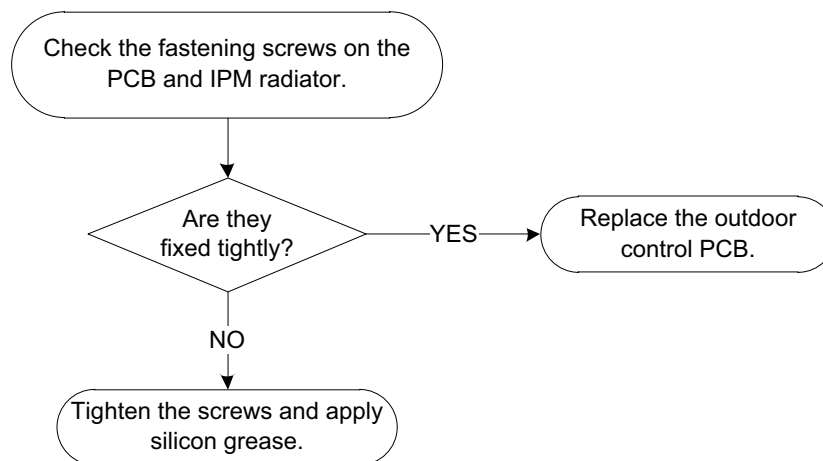 Check the fastening screws on the
PCB and IPM radiator.
Are they
fixed tightly?
YES
Replace the outdoor
control PCB.
NO
Tighten the screws and apply
silicon grease.